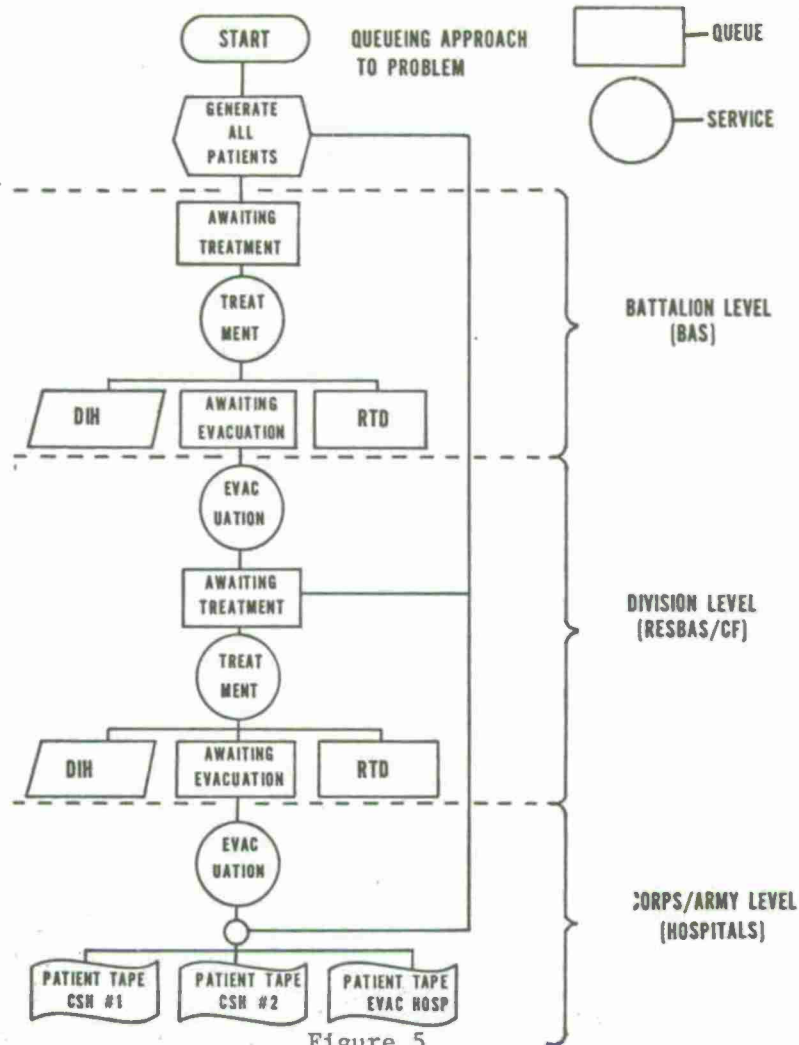 START
QUEUEING APPROACH
TO PROBLEM
QUEUE
SERVICE
GENERATE
ALL
PATIENTS
AWAITING
TREATMENT
TREAT
MENT
BATTALION LEVEL
(BAS)
DIH
AWAITING
EVACUATION
RTD
EVAC
UATION
AWAITING
TREATMENT
DIVISION LEVEL
(RESBAS/CF)
TREAT
MENT
DIH
AWAITING
EVACUATION
RTD
EVAC
UATION
CORPS/ARMY LEVEL
(HOSPITALS)
PATIENT TAPE
CSH #1
PATIENT TAPE
CSH #2
PATIENT TAPE
EVAC HOSP
Figure 5